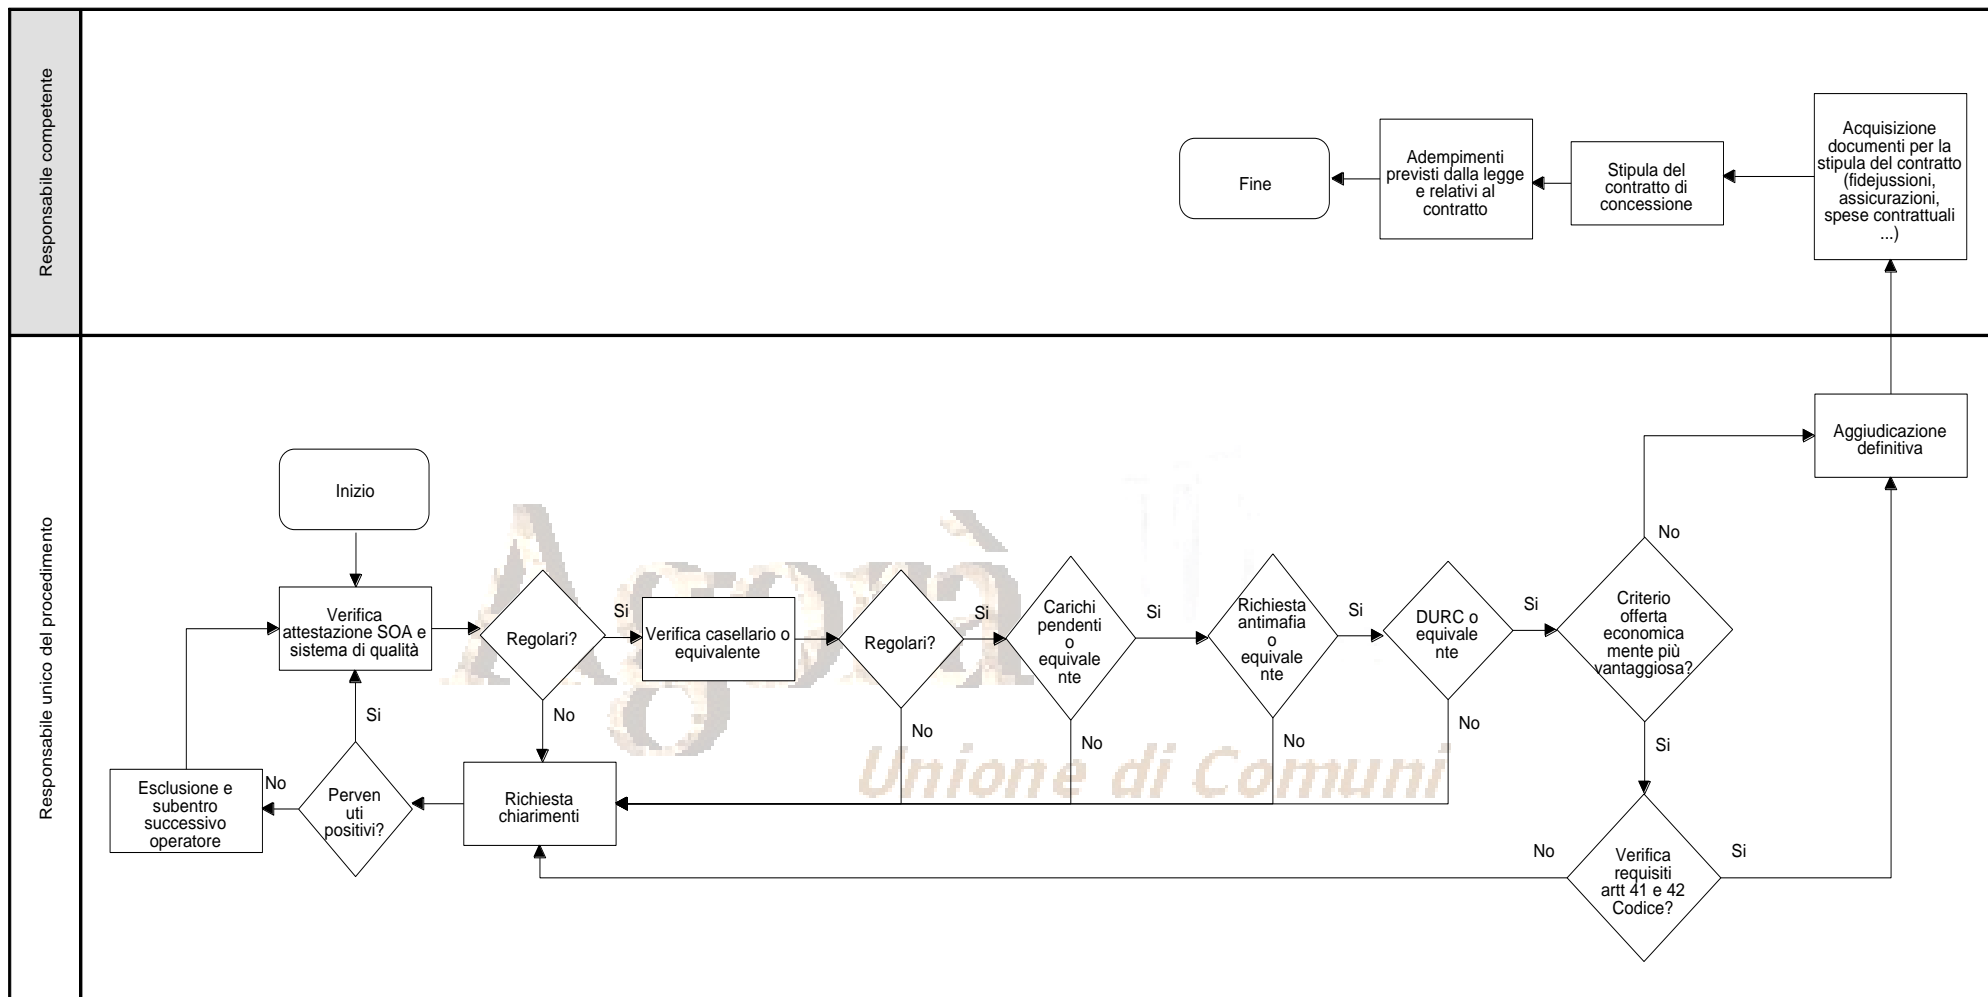 Responsabile competente
Fine
Adempimenti
previsti dalla legge
e relativi al
contratto
Stipula del
contratto di
concessione
Acquisizione
documenti per la
stipula del contratto
(fidejussioni,
assicurazioni,
spese contrattuali
...)
Responsabile unico del procedimento
Aggiudicazione
definitiva
Inizio
Verifica
attestazione SOA e
sistema di qualità
Regolari?
Si
No
Verifica casellario o
equivalente
Regolari?
Si
No
Carichi
pendenti
o
equivale
nte
Si
No
Richiesta
antimafia
o
equivale
nte
Si
No
DURC o
equivale
nte
Si
No
Criterio
offerta
economica
mente più
vantaggiosa?
No
Si
Esclusione e
subentro
successivo
operatore
No
Perven
uti
positivi?
Si
Richiesta
chiarimenti
No
Verifica
requisiti
artt 41 e 42
Codice?
Si
Agorà
Unione di Comuni